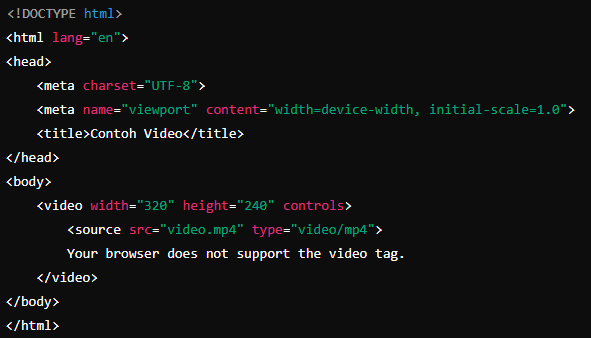 <!DOCTYPE html>
<html lang="en">
<head>
    <meta charset="UTF-8">
    <meta name="viewport" content="width=device-width, initial-scale=1.0">
    <title>Contoh Video</title>
</head>
<body>
    <video width="320" height="240" controls>
        <source src="video.mp4" type="video/mp4">
        Your browser does not support the video tag.
    </video>
</body>
</html>